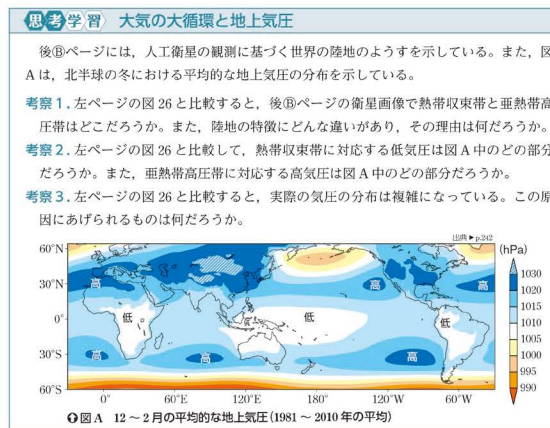 思考学習 大気の大循環と地上気圧
後Ⓑページには，人工衛星の観測に基づく世界の陸地のようすを示している。また，図
Aは，北半球の冬における平均的な地上気圧の分布を示している。
考察1．左ページの図26と比較すると，後Ⓑページの衛星画像で熱帯収束帯と亜熱帯高
圧帯はどこだろうか。また，陸地の特徴にどんな違いがあり，その理由は何だろうか。
考察2．左ページの図26と比較して，熱帯収束帯に対応する低気圧は図A中のどの部分
だろうか。また，亜熱帯高圧帯に対応する高気圧は図A中のどの部分だろうか。
考察3．左ページの図26と比較すると，実際の気圧の分布は複雑になっている。この原
因にあげられるものは何だろうか。
出典▶p.242
60°N
30°N
0°
30°S
60°S
高 高 高
低 低 低
高 高 高
0° 60°E 120°E 180° 120°W 60°W
(hPa)
1030
1020
1015
1010
1005
1000
995
990
図A 12～2月の平均的な地上気圧(1981～2010年の平均)